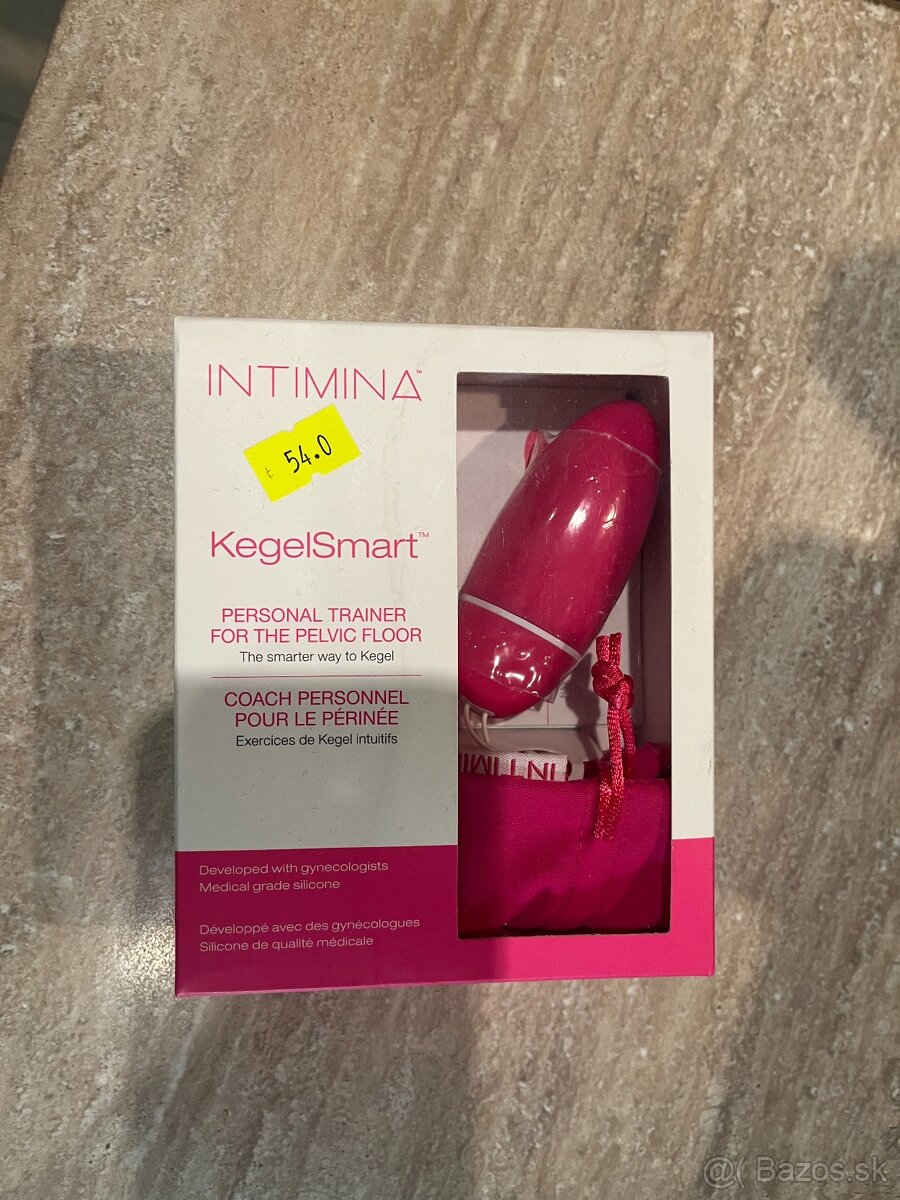 INTIMINA™
€ 54.0
KegelSmart™
PERSONAL TRAINER
FOR THE PELVIC FLOOR
The smarter way to Kegel
COACH PERSONNEL
POUR LE PÉRINÉE
Exercices de Kegel intuitifs
INTIMI
Developed with gynecologists
Medical grade silicone
Développé avec des gynécologues
Silicone de qualité médicale
@( Bazos.sk